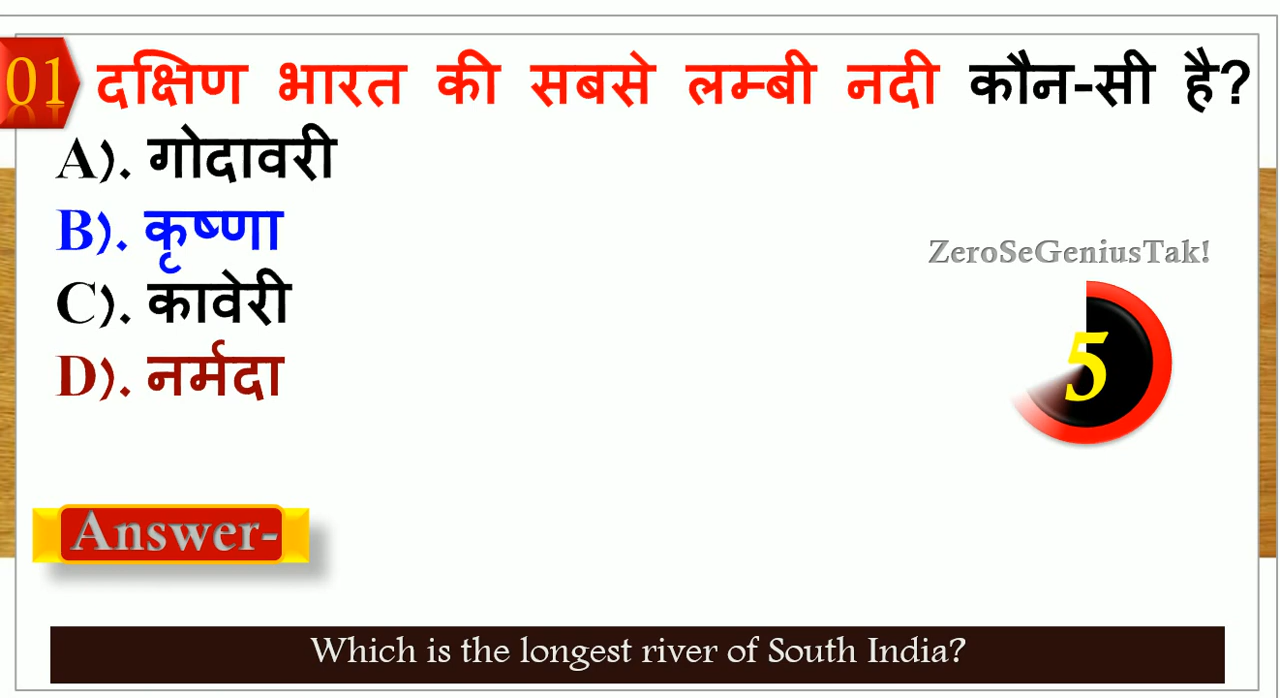 01 दक्षिण भारत की सबसे लम्बी नदी कौन-सी है?
A). गोदावरी
B). कृष्णा
C). कावेरी
D). नर्मदा
ZeroSeGeniusTak!
5
Answer-
Which is the longest river of South India?